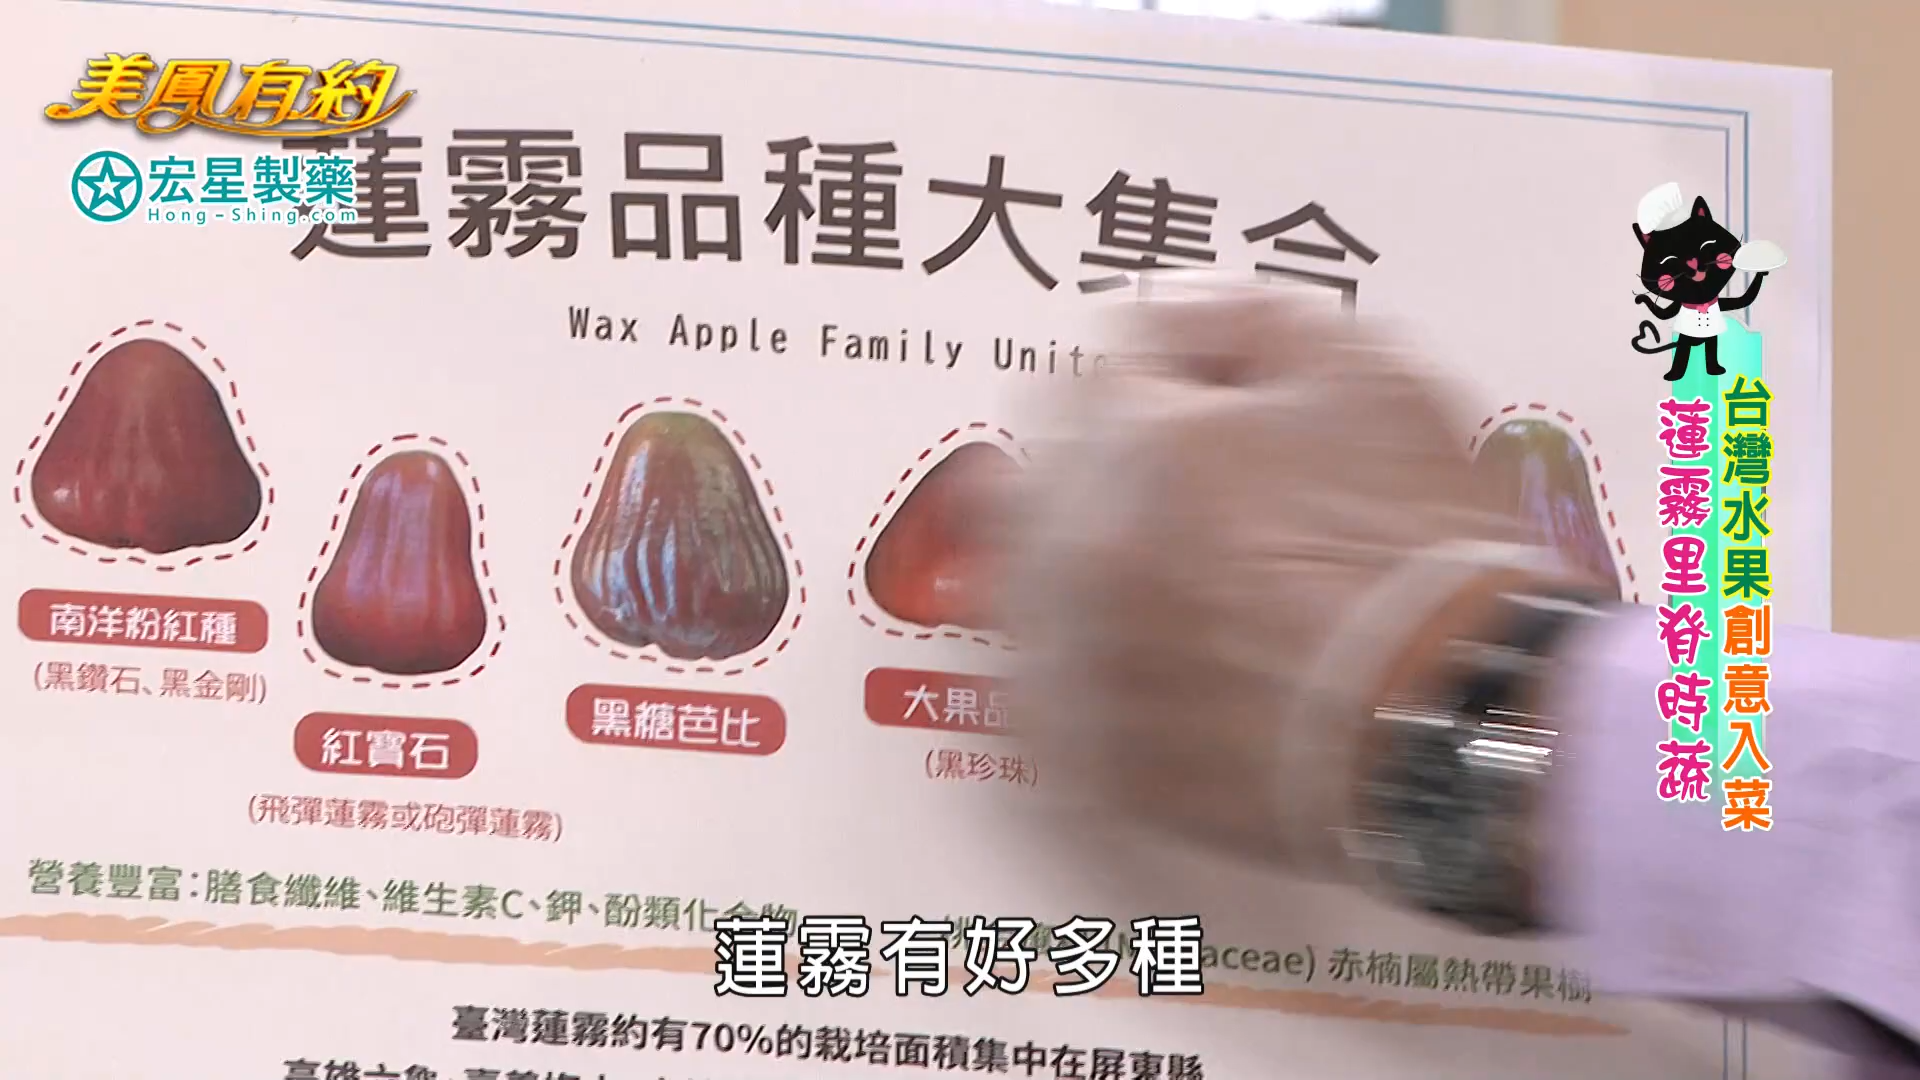 美鳳有約
宏星製藥
Hong-Shing.com
蓮霧品種大集合
Wax Apple Family Unite
南洋粉紅種
(黑鑽石、黑金剛)
紅寶石
(飛彈蓮霧或砲彈蓮霧)
黑糖芭比
大果品
(黑珍珠)
營養豐富:膳食纖維、維生素C、鉀、酚類化合物
aceae) 赤楠屬熱帶果樹
臺灣蓮霧約有70%的栽培面積集中在屏東縣
台灣水果創意入菜
蓮霧里脊時蔬
蓮霧有好多種